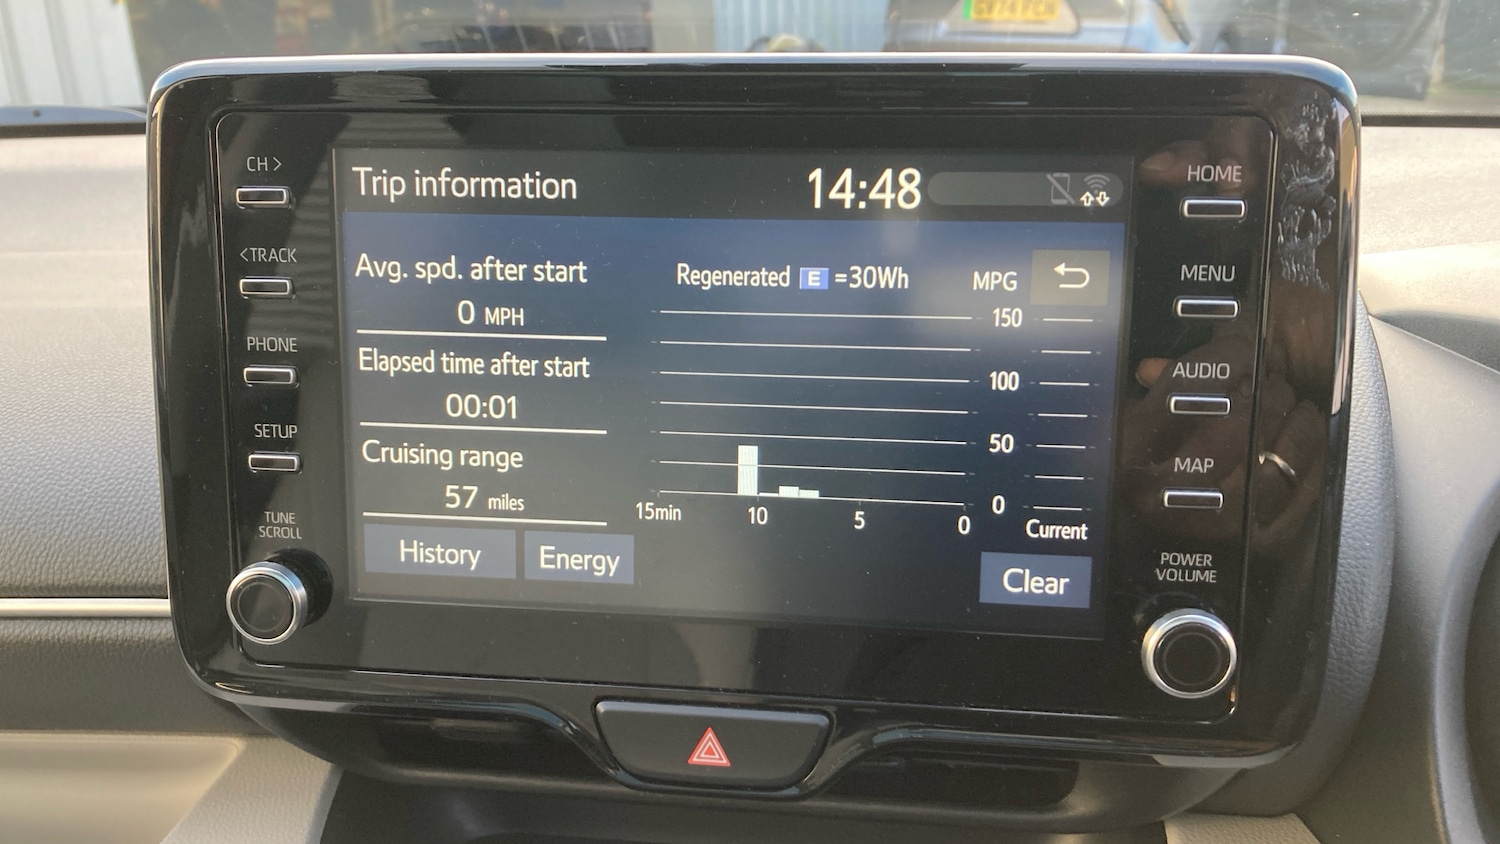 CH >
HOME
Trip information 14:48
<TRACK
MENU
Avg. spd. after start
0 MPH
Regenerated E =30Wh MPG
150
100
50
0
PHONE
AUDIO
Elapsed time after start
00:01
SETUP
MAP
Cruising range
57 miles
15min 10 5 0 Current
TUNE
SCROLL
History Energy Clear
POWER
VOLUME